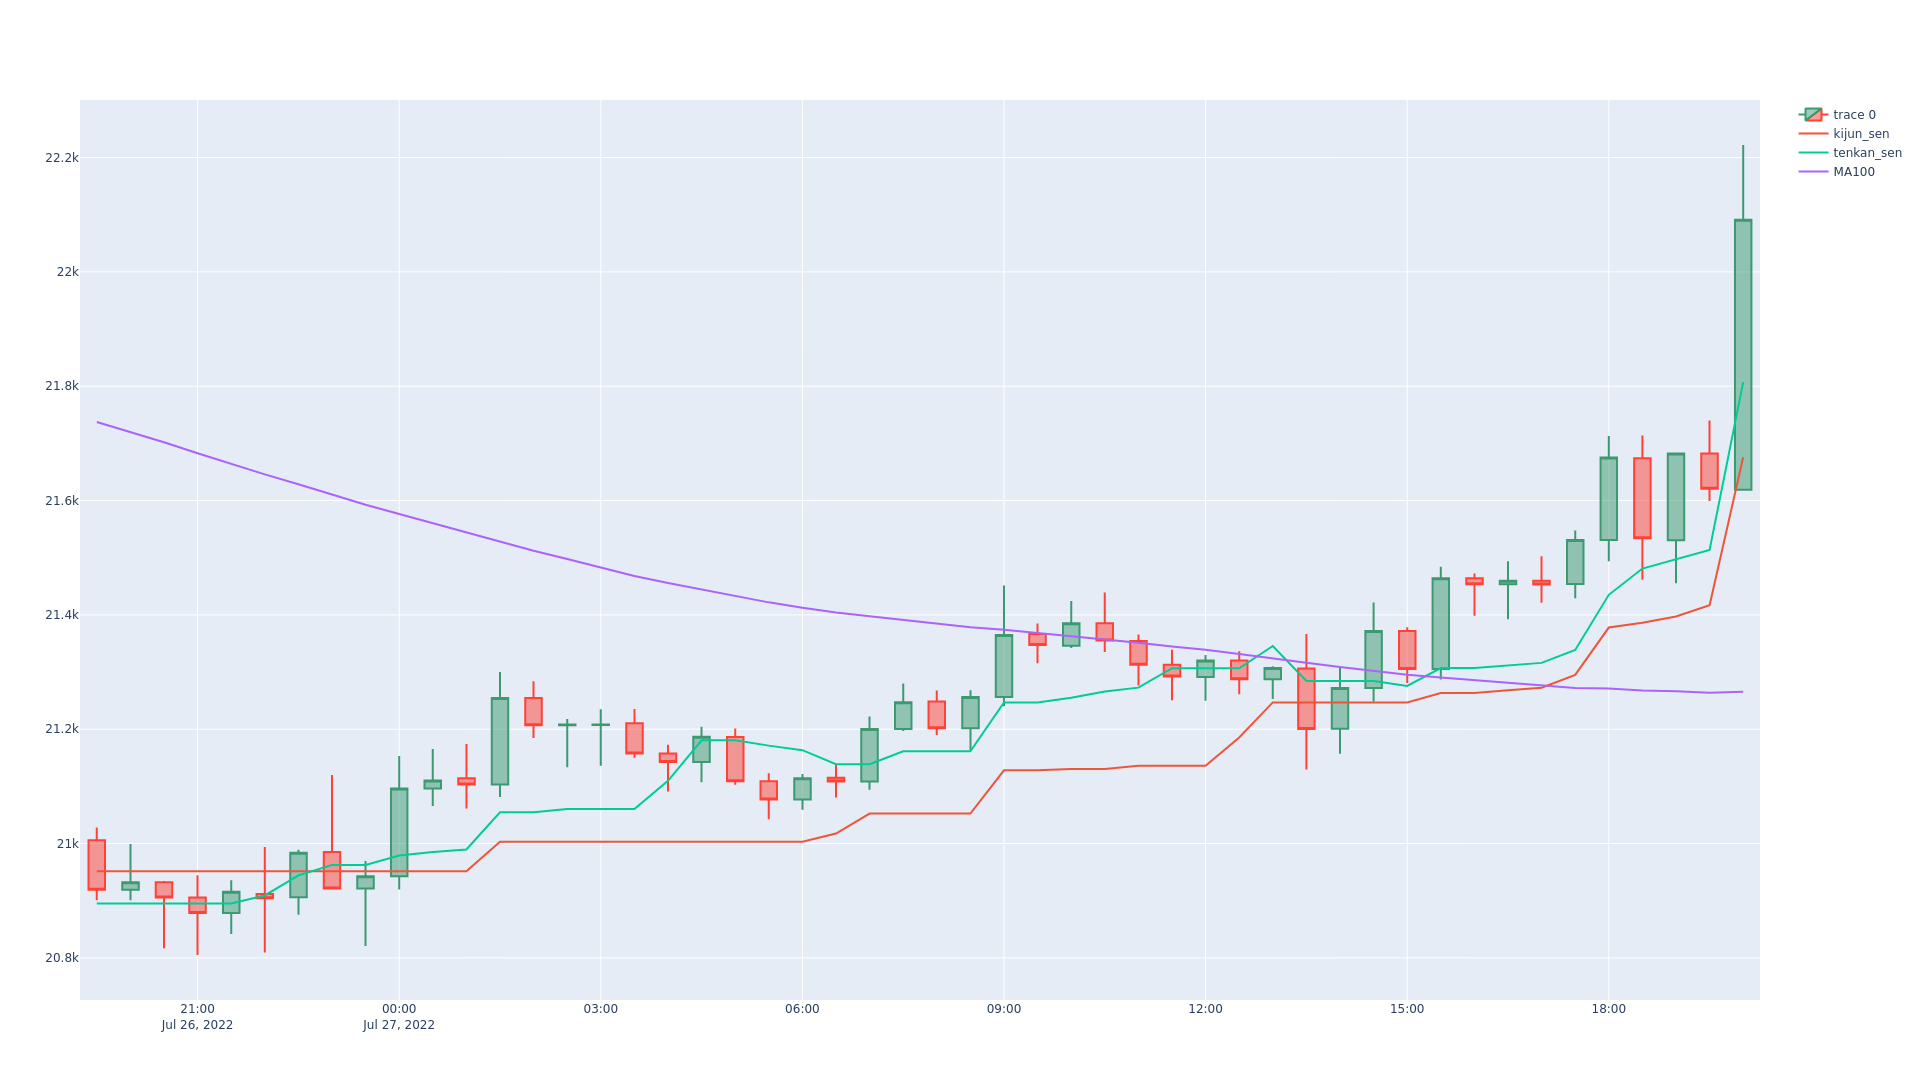 trace 0
kijun_sen
tenkan_sen
MA100
22.2k
22k
21.8k
21.6k
21.4k
21.2k
21k
20.8k
21:00 00:00 03:00 06:00 09:00 12:00 15:00 18:00
Jul 26, 2022 Jul 27, 2022